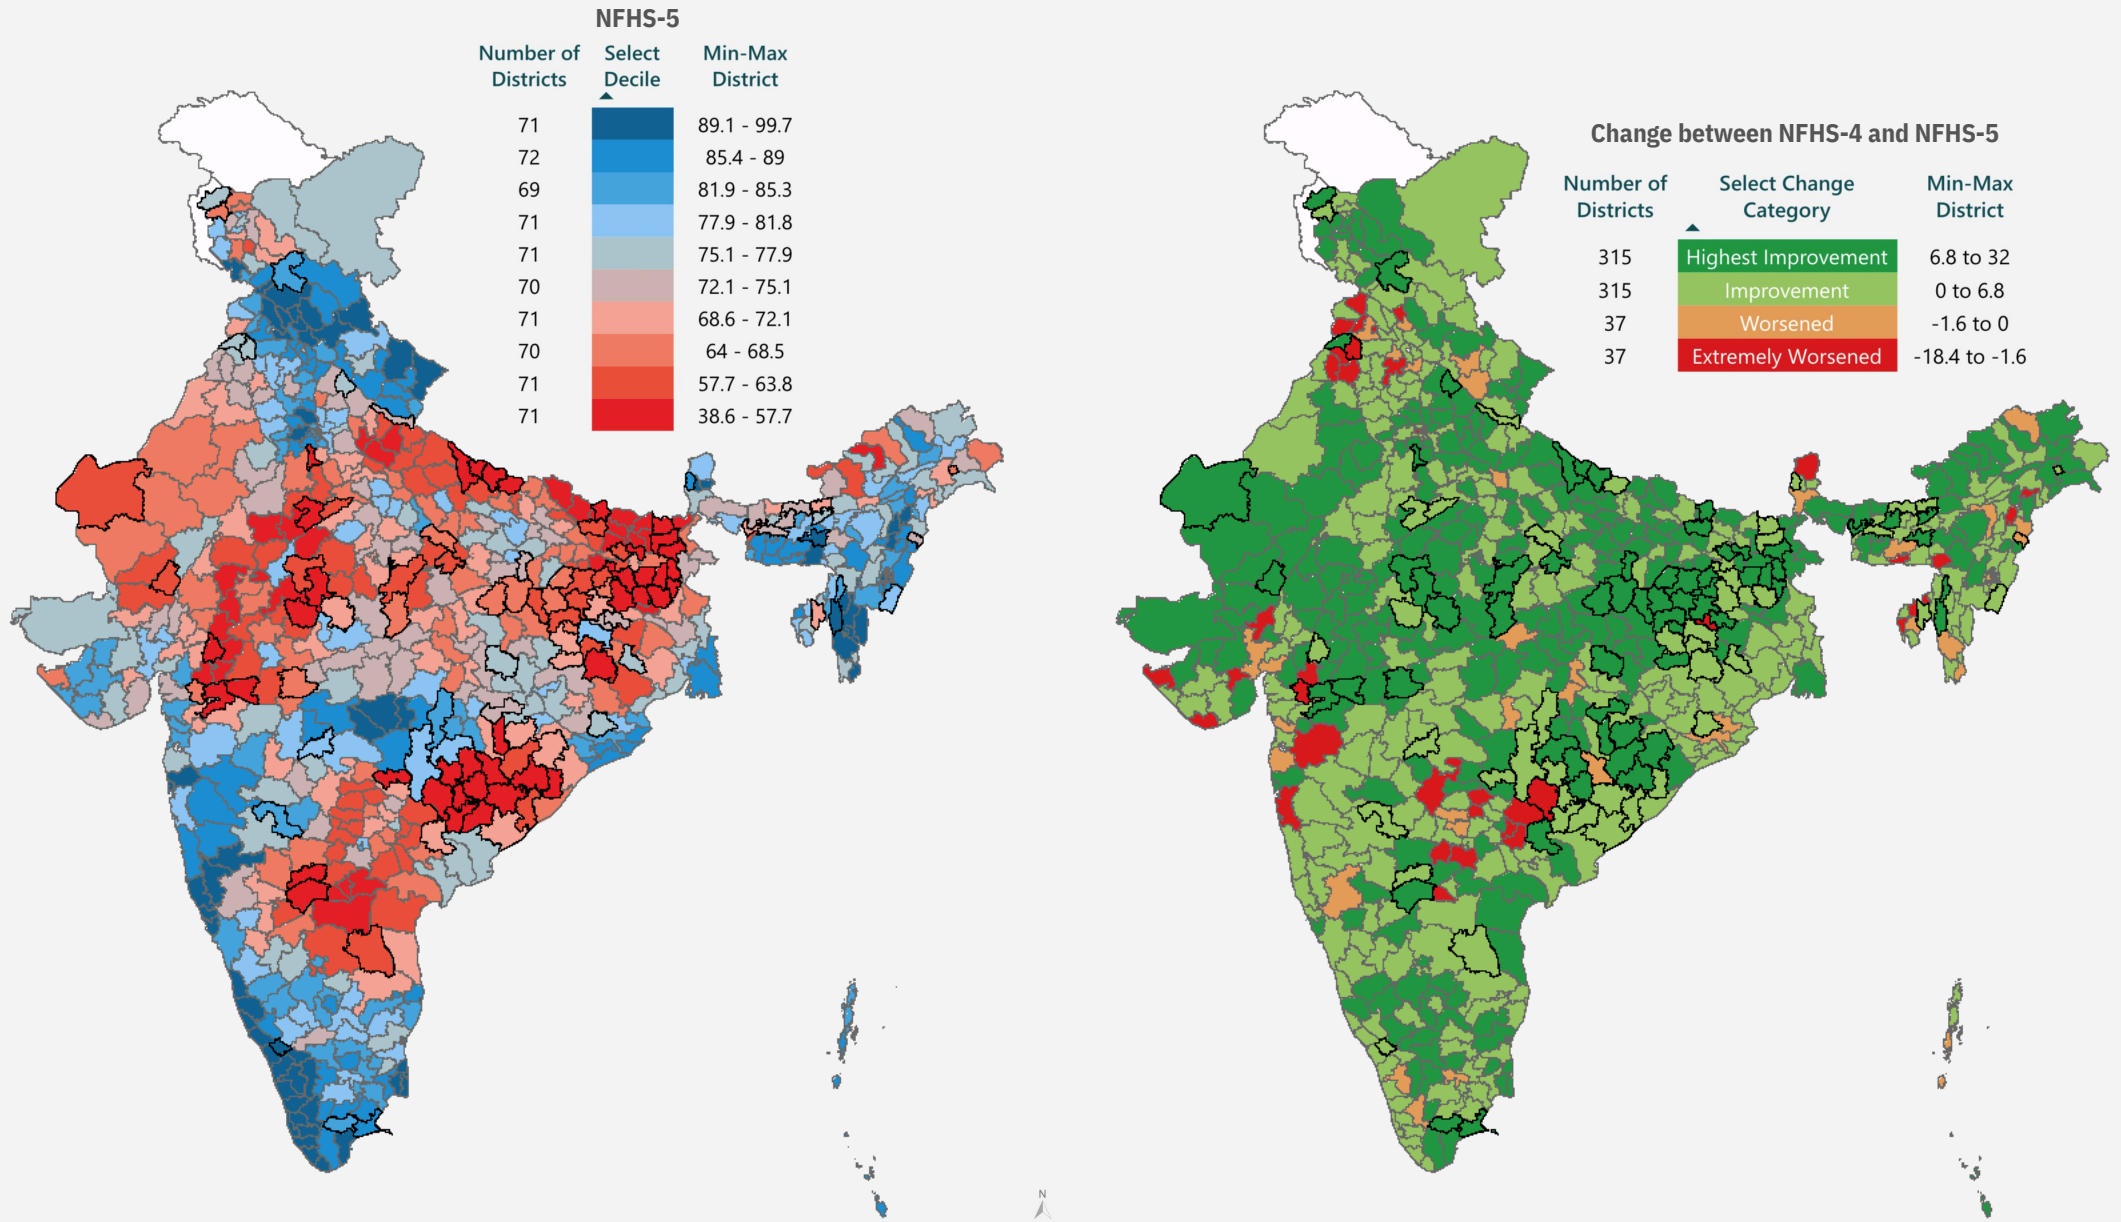 NFHS-5
Number of Districts Select Decile Min-Max District
71 89.1 - 99.7
72 85.4 - 89
69 81.9 - 85.3
71 77.9 - 81.8
71 75.1 - 77.9
70 72.1 - 75.1
71 68.6 - 72.1
70 64 - 68.5
71 57.7 - 63.8
71 38.6 - 57.7
Change between NFHS-4 and NFHS-5
Number of Districts Select Change Category Min-Max District
315 Highest Improvement 6.8 to 32
315 Improvement 0 to 6.8
37 Worsened -1.6 to 0
37 Extremely Worsened -18.4 to -1.6
N